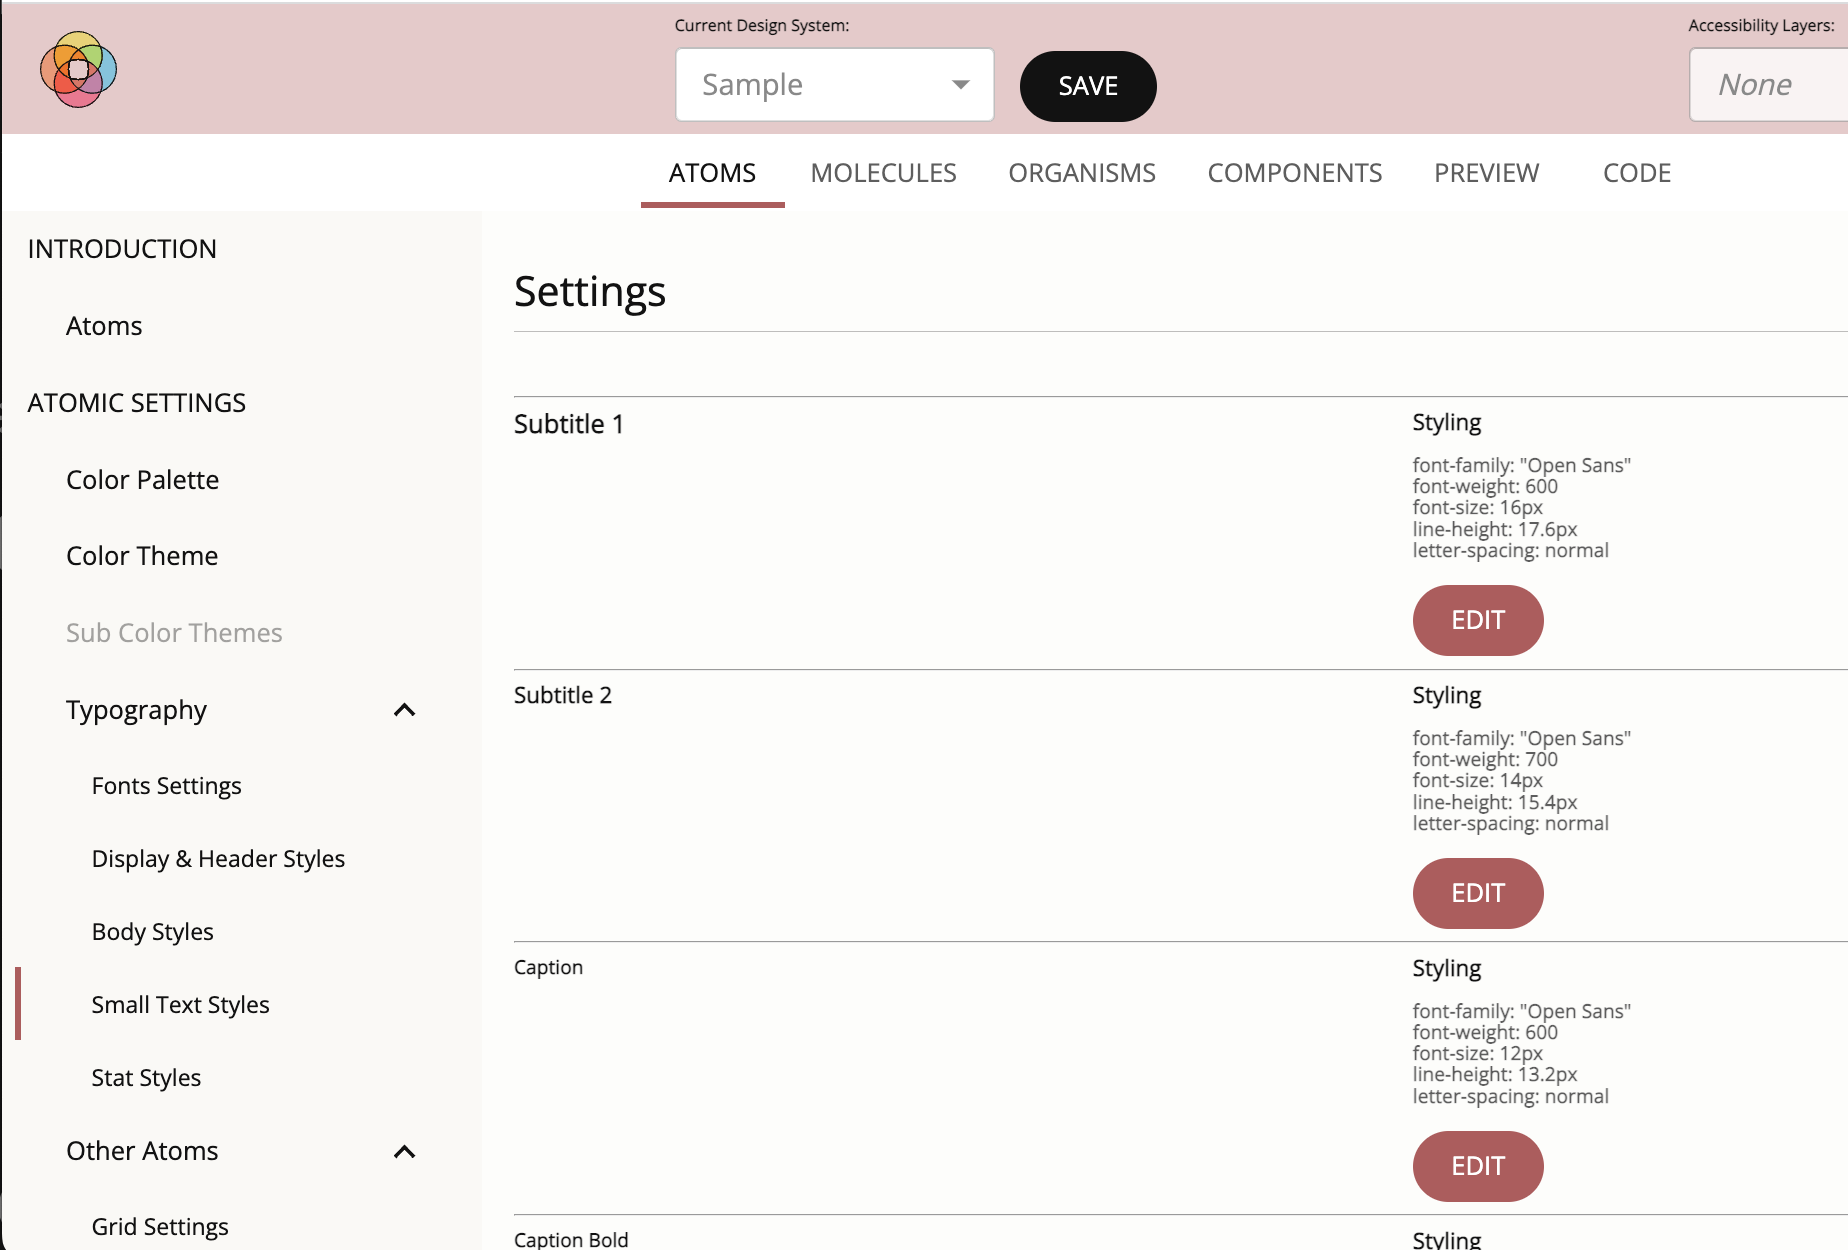 Current Design System:
Accessibility Layers:
Sample
SAVE
None
ATOMS MOLECULES ORGANISMS COMPONENTS PREVIEW CODE
INTRODUCTION
Atoms
ATOMIC SETTINGS
Color Palette
Color Theme
Sub Color Themes
Typography
Fonts Settings
Display & Header Styles
Body Styles
Small Text Styles
Stat Styles
Other Atoms
Grid Settings
Settings
Subtitle 1
Styling
font-family: "Open Sans"
font-weight: 600
font-size: 16px
line-height: 17.6px
letter-spacing: normal
EDIT
Subtitle 2
Styling
font-family: "Open Sans"
font-weight: 700
font-size: 14px
line-height: 15.4px
letter-spacing: normal
EDIT
Caption
Styling
font-family: "Open Sans"
font-weight: 600
font-size: 12px
line-height: 13.2px
letter-spacing: normal
EDIT
Caption Bold
Styling